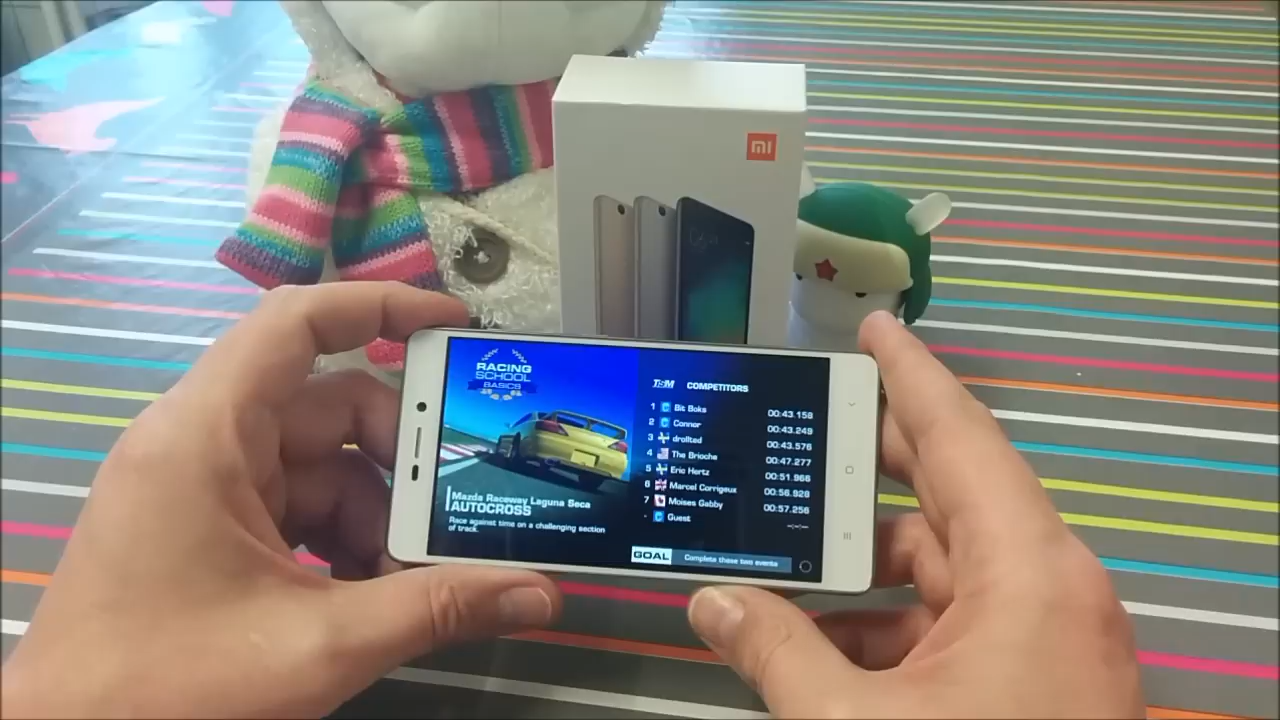 mi
RACING
SCHOOL
BASICS
Mazda Raceway Laguna Seca
AUTOCROSS
Race against time on a challenging section
of track.
COMPETITORS
1 Bit Boks 00:43.158
2 Connor 00:43.249
3 drollted 00:43.576
4 The Brioche 00:47.277
5 Eric Hertz 00:51.966
6 Marcel Corrigeux 00:56.928
7 Moises Gabby 00:57.256
- Guest --:--.---
GOAL Complete these two events